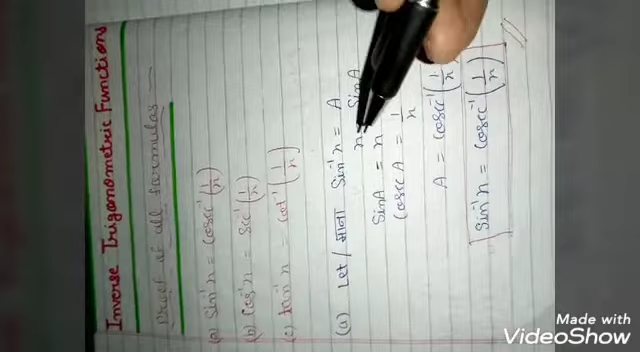 Inverse Trigonometric Functions
Proof of all formulas —
(a) Sin⁻¹x = Cosec⁻¹(1/x)
(b) Cos⁻¹x = Sec⁻¹(1/x)
(c) tan⁻¹x = Cot⁻¹(1/x)
(a) Let / माना Sin⁻¹x = A
x SinA
SinA = x
CosecA = 1/x
A = Cosec⁻¹(1/x)
Sin⁻¹x = Cosec⁻¹(1/x)
Made with
VideoShow